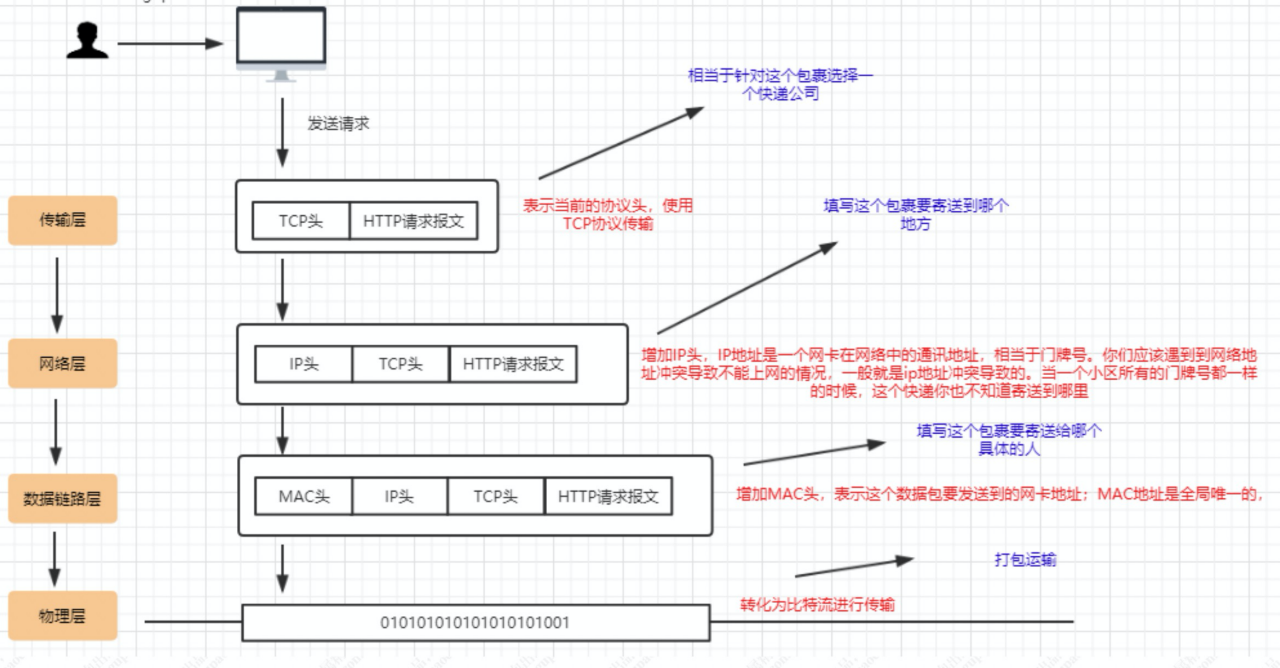 相当于针对这个包裹选择一
个快递公司
发送请求
传输层
TCP头
HTTP请求报文
表示当前的协议头，使用
TCP协议传输
填写这个包裹要寄送到哪个
地方
网络层
IP头
TCP头
HTTP请求报文
增加IP头，IP地址是一个网卡在网络中的通讯地址，相当于门牌号。你们应该遇到到网络地
址冲突导致不能上网的情况，一般就是ip地址冲突导致的。当一个小区所有的门牌号都一样
的时候，这个快递你也不知道寄送到哪里
填写这个包裹要寄送给哪个
具体的人
数据链路层
MAC头
IP头
TCP头
HTTP请求报文
增加MAC头，表示这个数据包要发送到的网卡地址；MAC地址是全局唯一的，
打包运输
物理层
010101010101010101001
转化为比特流进行传输